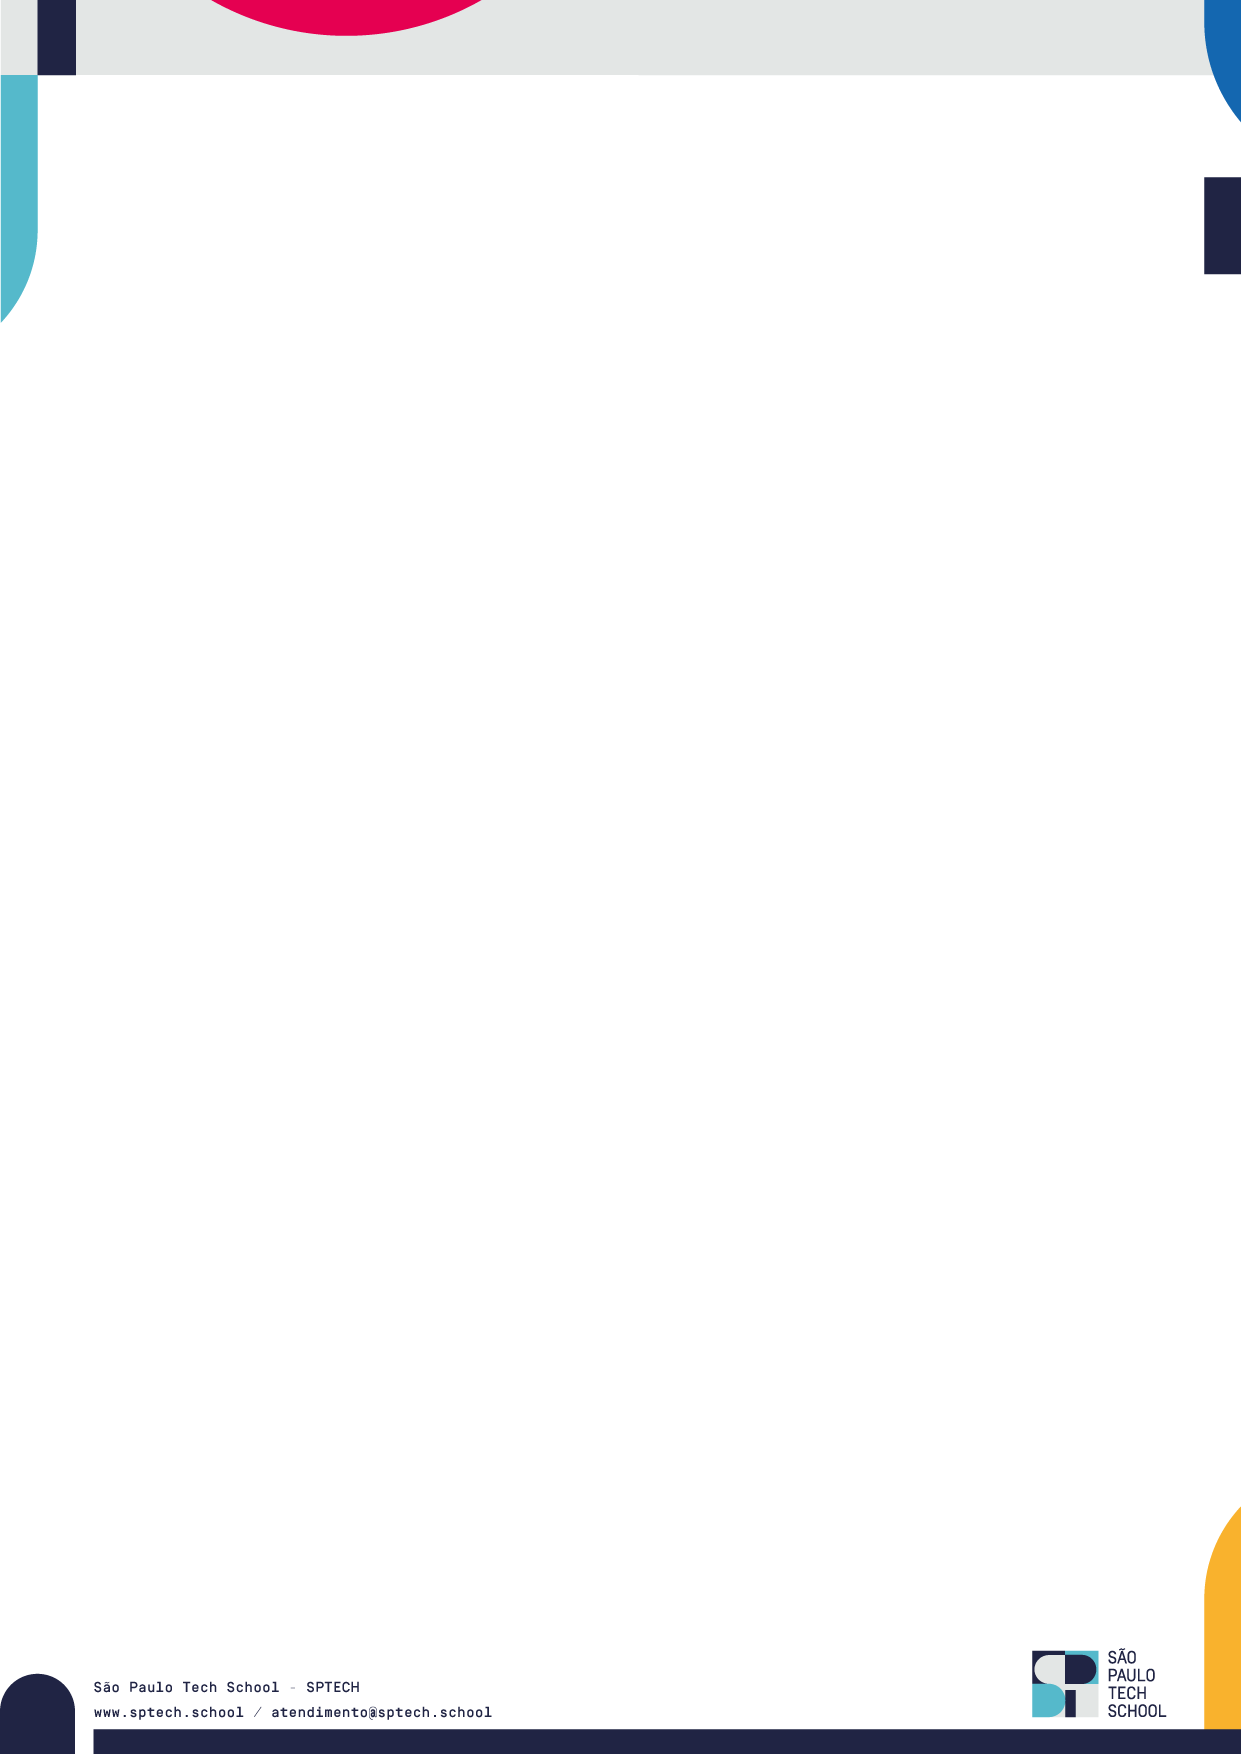 São Paulo Tech School - SPTECH
www.sptech.school / atendimento@sptech.school
SÃO
PAULO
TECH
SCHOOL